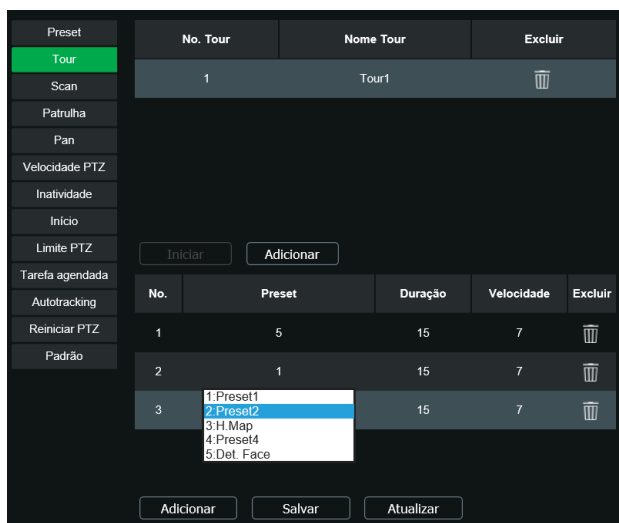 Preset
Tour
Scan
Patrulha
Pan
Velocidade PTZ
Inatividade
Início
Limite PTZ
Tarefa agendada
Autotracking
Reiniciar PTZ
Padrão
No. Tour Nome Tour Excluir
1 Tour1
Iniciar Adicionar
No. Preset Duração Velocidade Excluir
1 5 15 7
2 1 15 7
3 15 7
1:Preset1
2:Preset2
3:H.Map
4:Preset4
5:Det. Face
Adicionar Salvar Atualizar